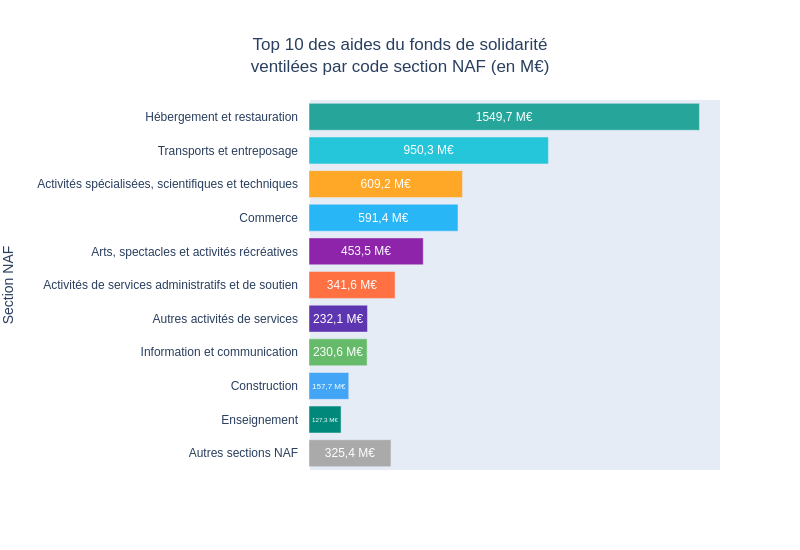 Top 10 des aides du fonds de solidarité
ventilées par code section NAF (en M€)
Hébergement et restauration 1549,7 M€
Transports et entreposage 950,3 M€
Activités spécialisées, scientifiques et techniques 609,2 M€
Commerce 591,4 M€
Arts, spectacles et activités récréatives 453,5 M€
Activités de services administratifs et de soutien 341,6 M€
Autres activités de services 232,1 M€
Information et communication 230,6 M€
Construction 157,7 M€
Enseignement 127,3 M€
Autres sections NAF 325,4 M€
Section NAF